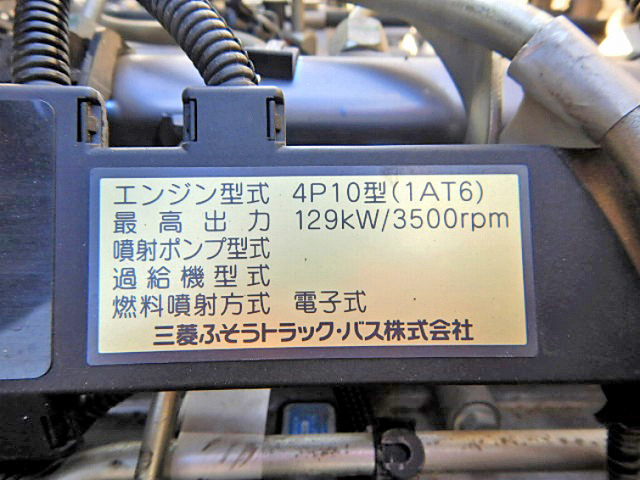 エンジン型式 4P10型(1AT6)
最高出力 129kW/3500rpm
噴射ポンプ型式
過給機型式
燃料噴射方式 電子式
三菱ふそうトラック・バス株式会社